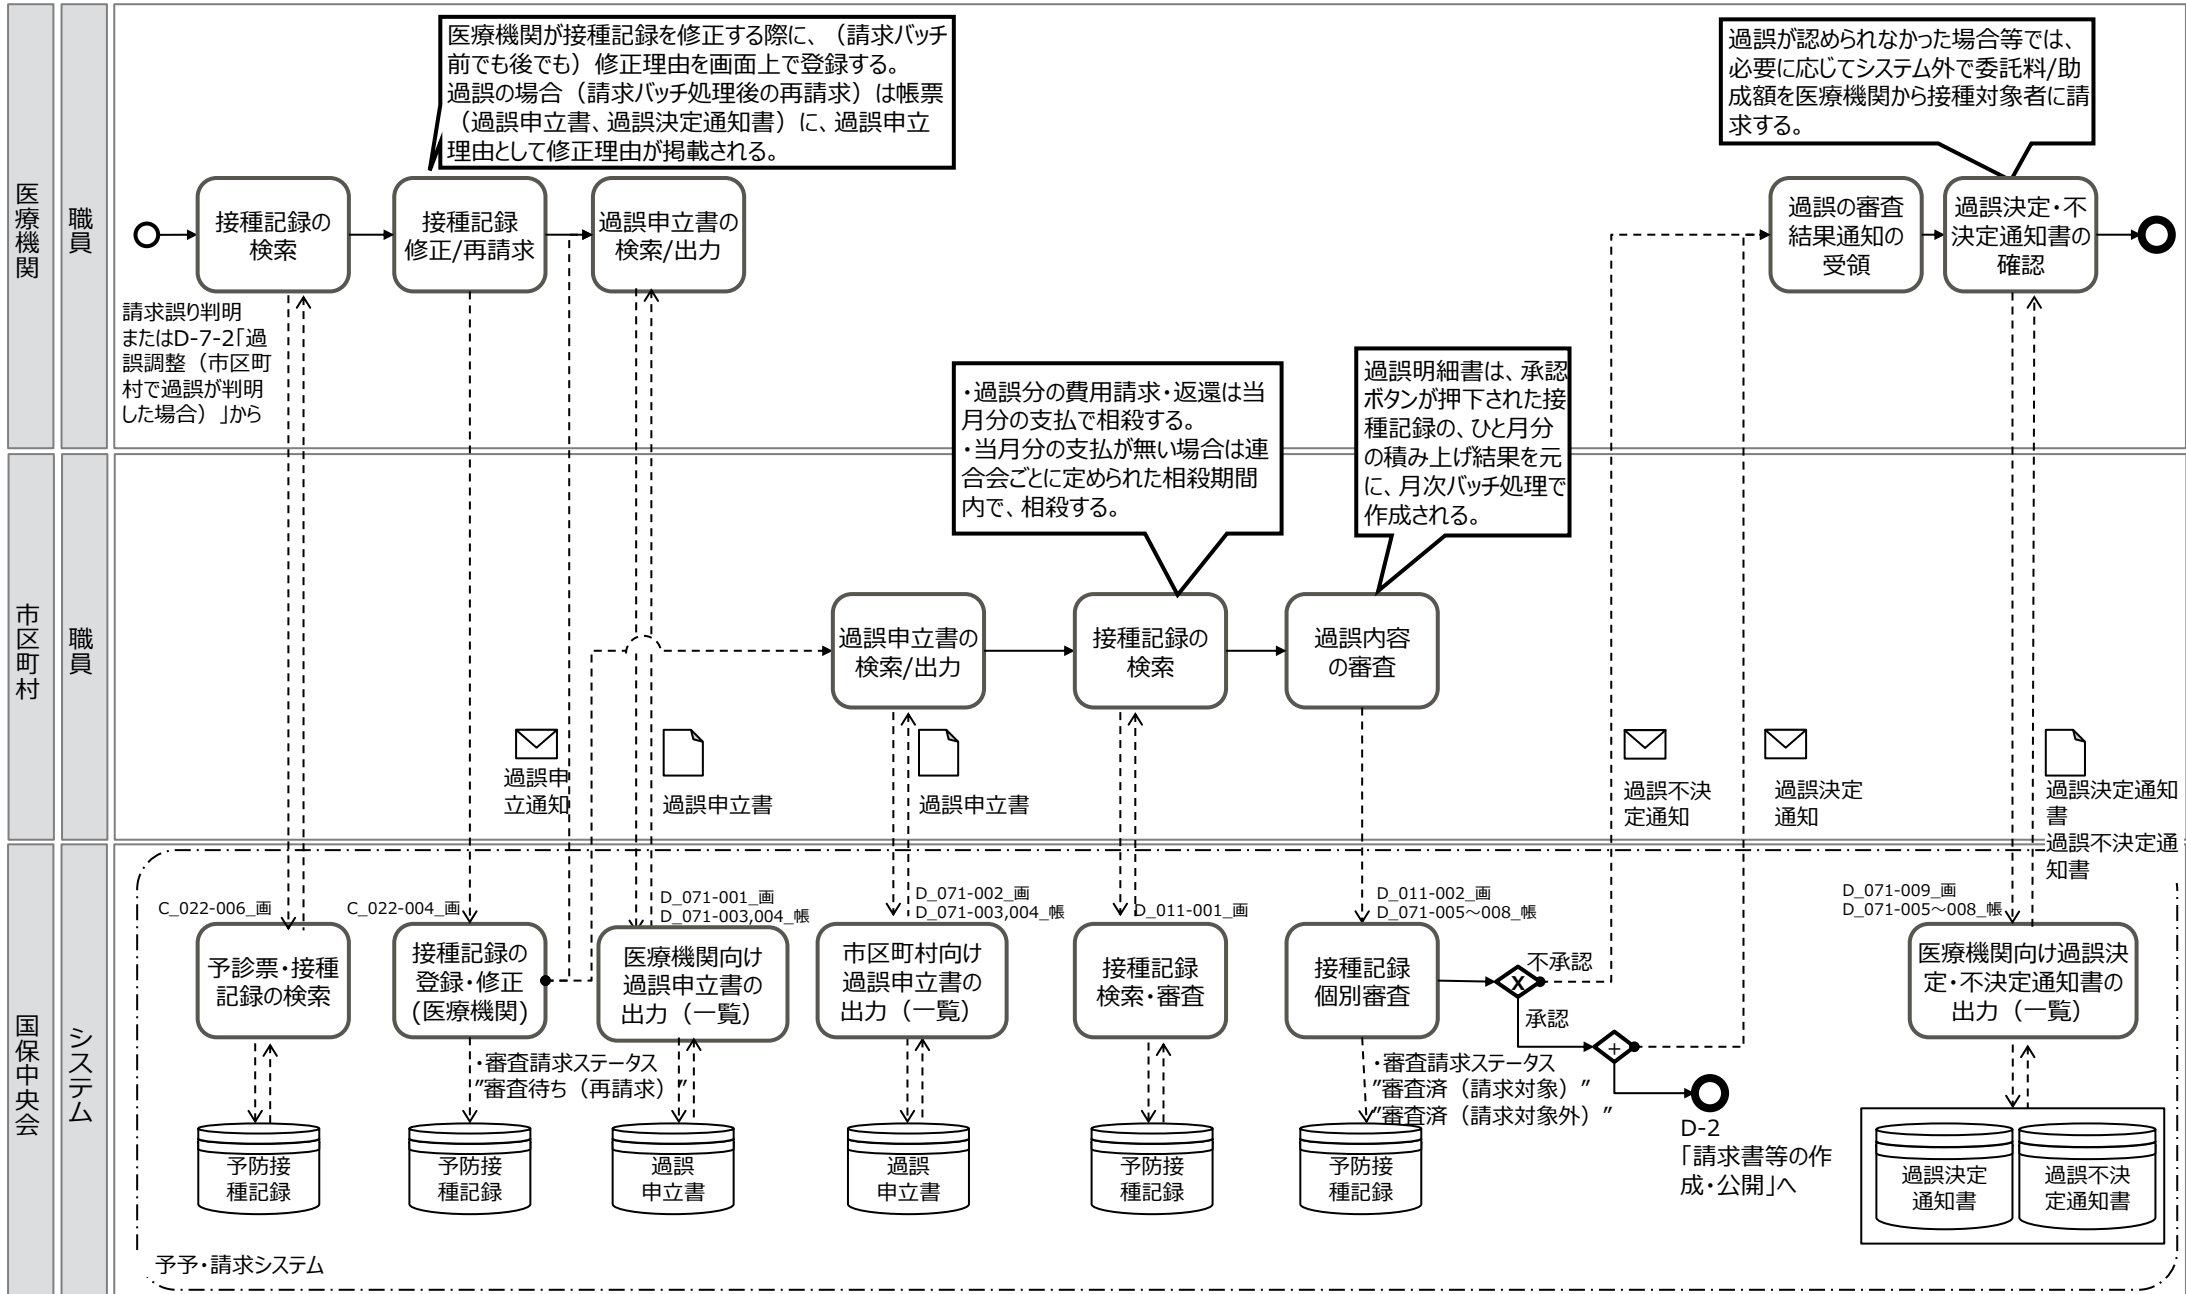 医療機関
職員
医療機関が接種記録を修正する際に、（請求バッチ
前でも後でも）修正理由を画面上で登録する。
過誤の場合（請求バッチ処理後の再請求）は帳票
（過誤申立書、過誤決定通知書）に、過誤申立
理由として修正理由が掲載される。
過誤が認められなかった場合等では、
必要に応じてシステム外で委託料/助
成額を医療機関から接種対象者に請
求する。
接種記録の
検索
接種記録
修正/再請求
過誤申立書の
検索/出力
過誤の審査
結果通知の
受領
過誤決定・不
決定通知書の
確認
請求誤り判明
またはD-7-2「過
誤調整（市区町
村で過誤が判明
した場合）」から
市区町村
職員
・過誤分の費用請求・返還は当
月分の支払で相殺する。
・当月分の支払が無い場合は連
合会ごとに定められた相殺期間
内で、相殺する。
過誤明細書は、承認
ボタンが押下された接
種記録の、ひと月分
の積み上げ結果を元
に、月次バッチ処理で
作成される。
過誤申立書の
検索/出力
接種記録の
検索
過誤内容
の審査
過誤申
立通知
過誤申立書
過誤申立書
過誤不決
定通知
過誤決定
通知
過誤決定通知
書
過誤不決定通
知書
国保中央会
システム
C_022-006_画
C_022-004_画
D_071-001_画
D_071-003,004_帳
D_071-002_画
D_071-003,004_帳
D_011-001_画
D_011-002_画
D_071-005～008_帳
D_071-009_画
D_071-005～008_帳
予診票・接種
記録の検索
接種記録の
登録・修正
(医療機関)
医療機関向け
過誤申立書の
出力（一覧）
市区町村向け
過誤申立書の
出力（一覧）
接種記録
検索・審査
接種記録
個別審査
不承認
X
承認
+
医療機関向け過誤決
定・不決定通知書の
出力（一覧）
・審査請求ステータス
”審査待ち（再請求）”
・審査請求ステータス
”審査済（請求対象）”
”審査済（請求対象外）”
D-2
「請求書等の作
成・公開」へ
予防接
種記録
予防接
種記録
過誤
申立書
過誤
申立書
予防接
種記録
予防接
種記録
過誤決定
通知書
過誤不決
定通知書
予予・請求システム